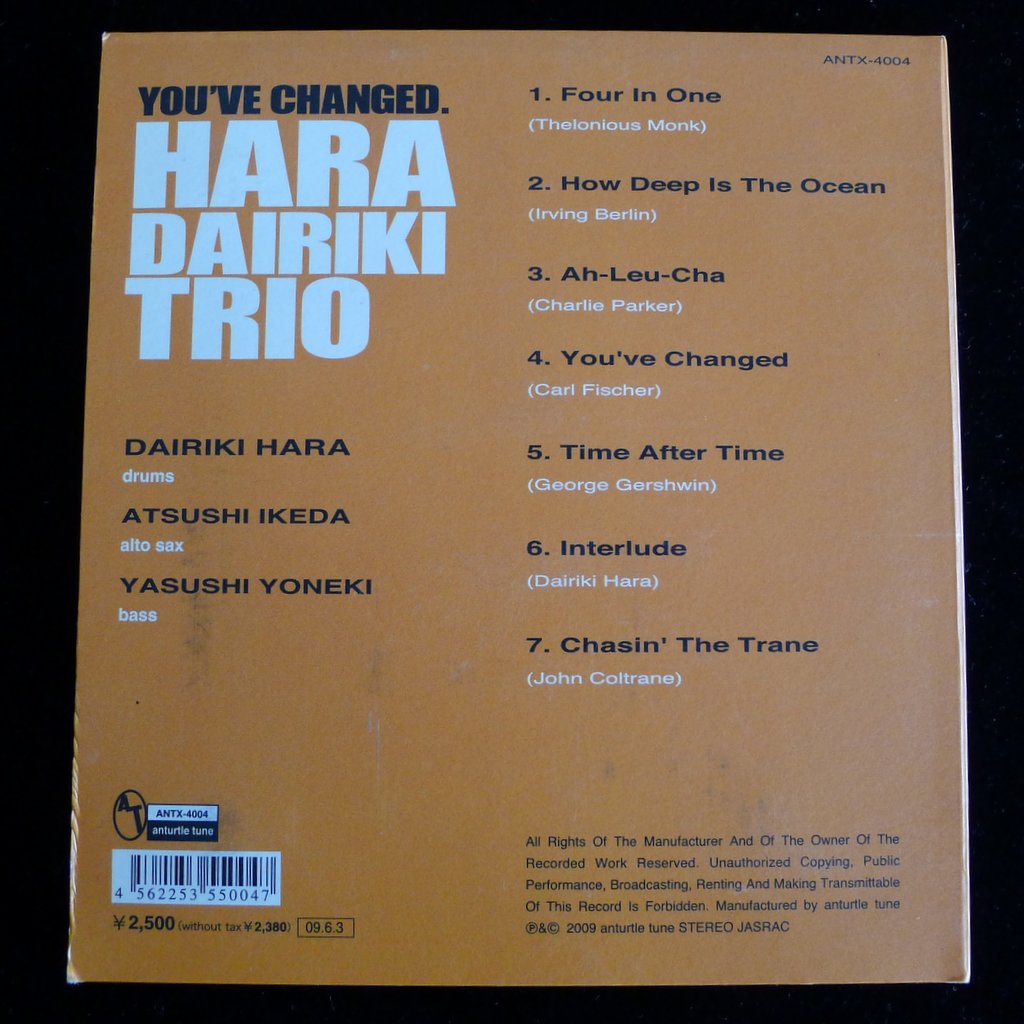 ANTX-4004
YOU'VE CHANGED.
HARA
DAIRIKI
TRIO
DAIRIKI HARA
drums
ATSUSHI IKEDA
alto sax
YASUSHI YONEKI
bass
1. Four In One
(Thelonious Monk)
2. How Deep Is The Ocean
(Irving Berlin)
3. Ah-Leu-Cha
(Charlie Parker)
4. You've Changed
(Carl Fischer)
5. Time After Time
(George Gershwin)
6. Interlude
(Dairiki Hara)
7. Chasin' The Trane
(John Coltrane)
AT
ANTX-4004
anturtle tune
4 562253 550047
¥2,500 (without tax¥2,380) 09.6.3
All Rights Of The Manufacturer And Of The Owner Of The
Recorded Work Reserved. Unauthorized Copying, Public
Performance, Broadcasting, Renting And Making Transmittable
Of This Record Is Forbidden. Manufactured by anturtle tune
℗&© 2009 anturtle tune STEREO JASRAC